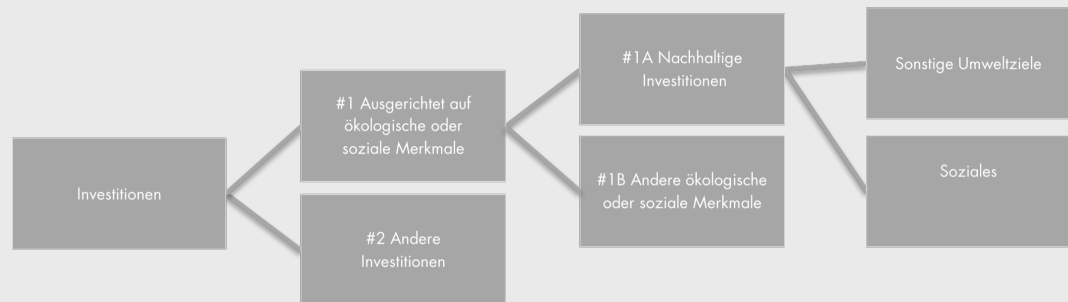 Investitionen
#1 Ausgerichtet auf
ökologische oder
soziale Merkmale
#2 Andere
Investitionen
#1A Nachhaltige
Investitionen
#1B Andere ökologische
oder soziale Merkmale
Sonstige Umweltziele
Soziales